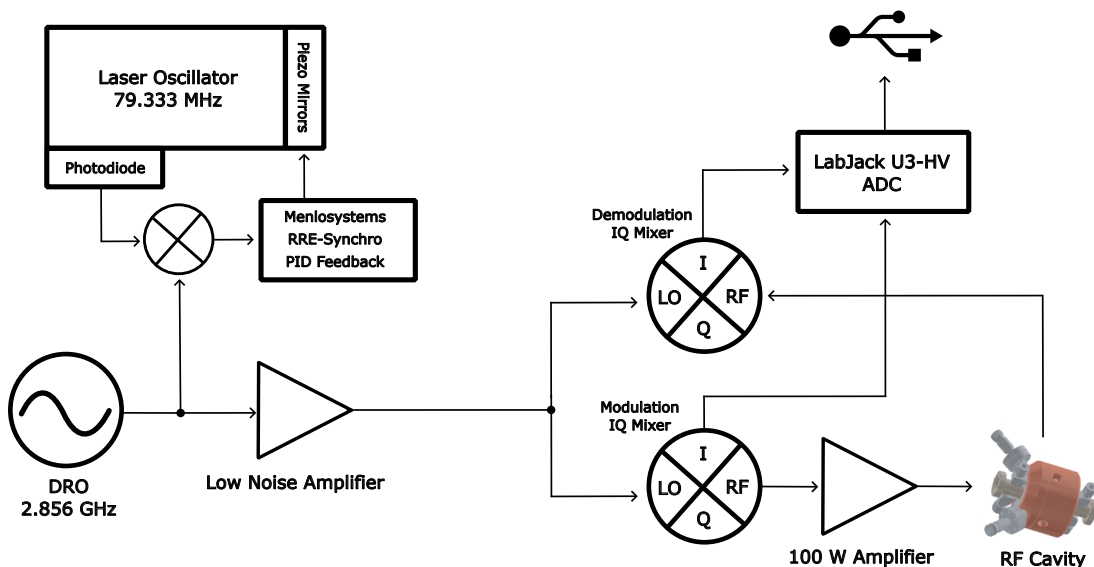 Laser Oscillator
79.333 MHz
Piezo Mirrors
Photodiode
Menlosystems
RRE-Synchro
PID Feedback
LabJack U3-HV
ADC
Demodulation
IQ Mixer
I
LO
RF
Q
DRO
2.856 GHz
Low Noise Amplifier
Modulation
IQ Mixer
I
LO
RF
Q
100 W Amplifier
RF Cavity